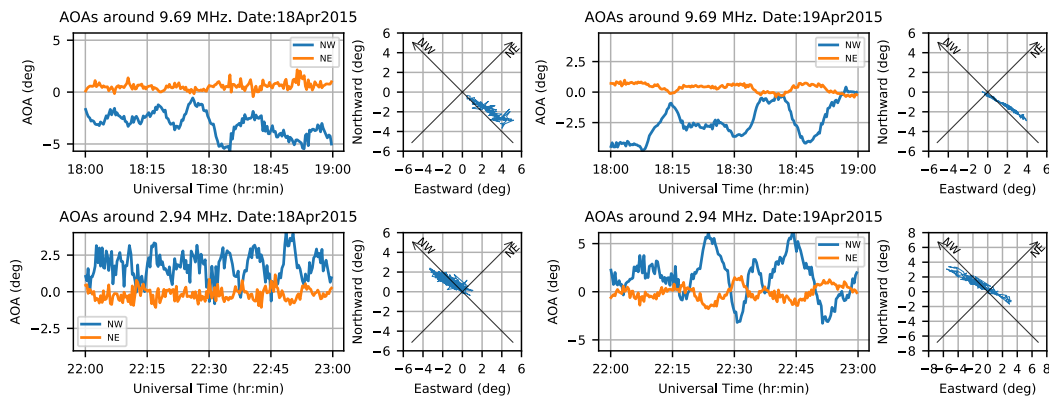 AOAs around 9.69 MHz. Date:18Apr2015
AOA (deg)
5
0
−5
NW
NE
18:00
18:15
18:30
18:45
19:00
Universal Time (hr:min)
Northward (deg)
6
4
2
0
−2
−4
−6
NW
NE
−6
−4
−2
0
2
4
6
Eastward (deg)
AOAs around 9.69 MHz. Date:19Apr2015
AOA (deg)
2.5
0.0
−2.5
NW
NE
18:00
18:15
18:30
18:45
19:00
Universal Time (hr:min)
Northward (deg)
6
4
2
0
−2
−4
−6
NW
NE
−6
−4
−2
0
2
4
6
Eastward (deg)
AOAs around 2.94 MHz. Date:18Apr2015
AOA (deg)
2.5
0.0
−2.5
NW
NE
22:00
22:15
22:30
22:45
23:00
Universal Time (hr:min)
Northward (deg)
6
4
2
0
−2
−4
−6
NW
NE
−6
−4
−2
0
2
4
6
Eastward (deg)
AOAs around 2.94 MHz. Date:19Apr2015
AOA (deg)
5
0
−5
NW
NE
22:00
22:15
22:30
22:45
23:00
Universal Time (hr:min)
Northward (deg)
8
6
4
2
0
−2
−4
−6
−8
NW
NE
−8
−6
−4
−2
0
2
4
6
8
Eastward (deg)